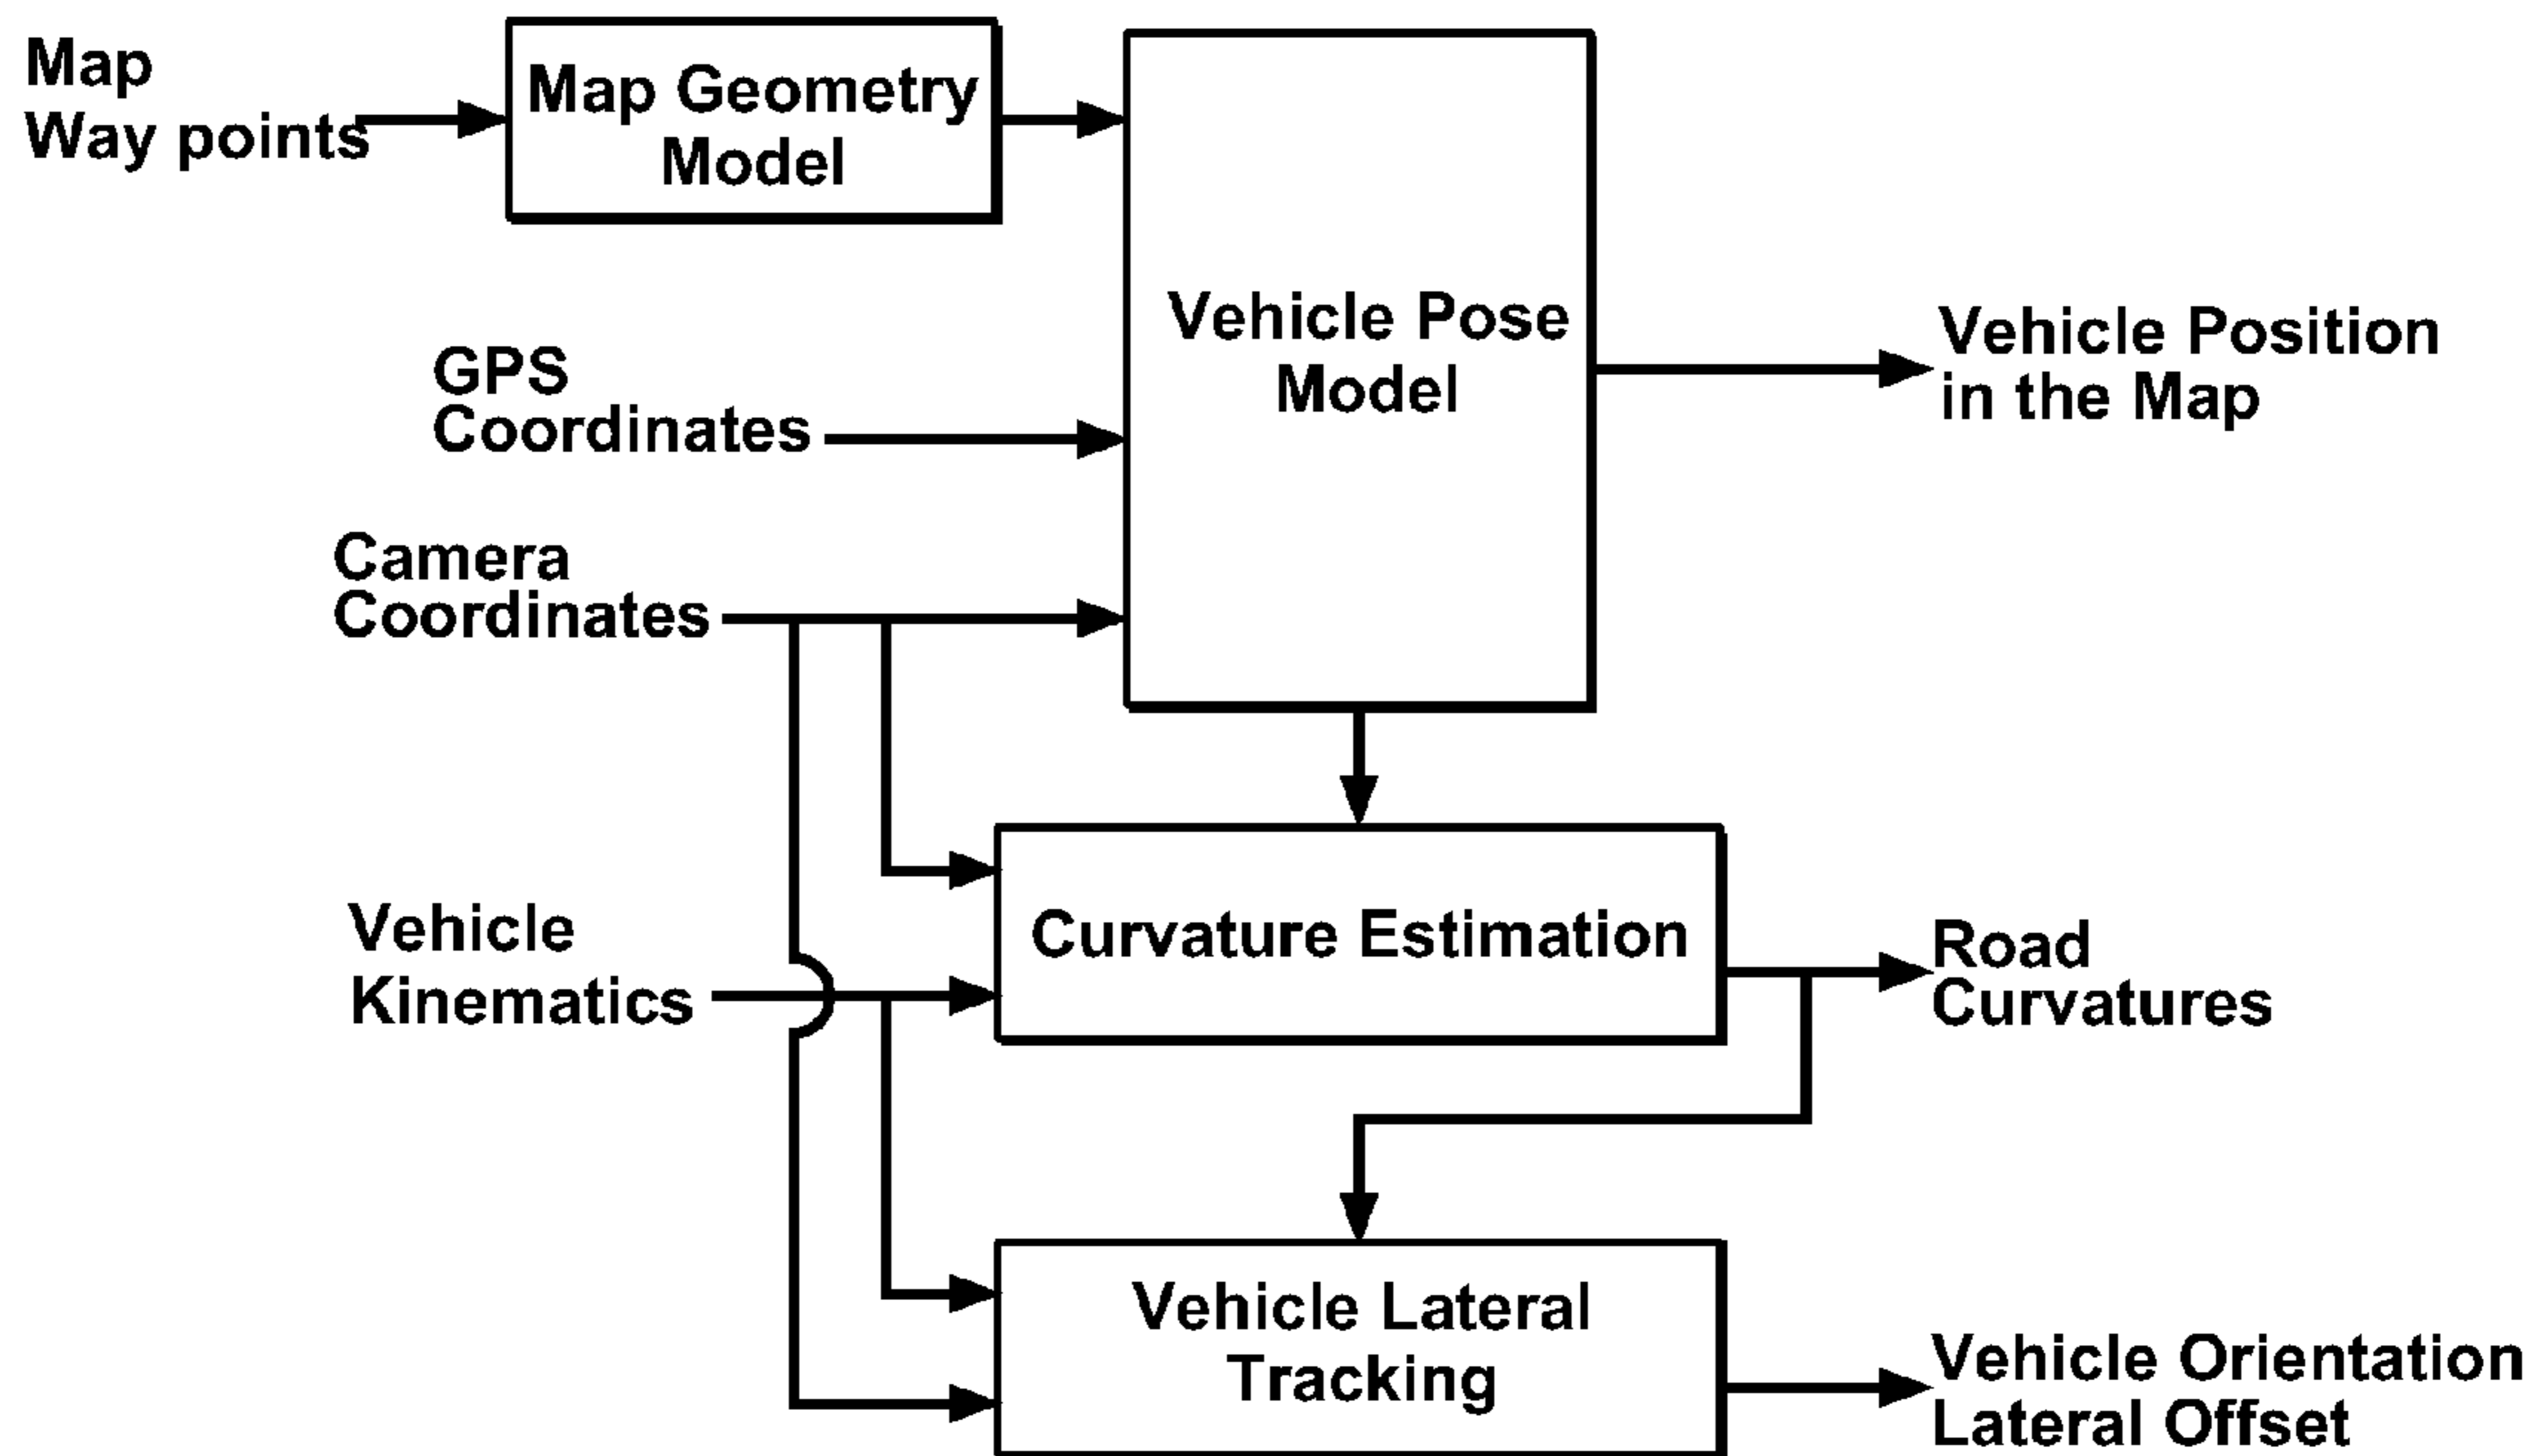 Map
Way points
Map Geometry
Model
Vehicle Pose
Model
GPS
Coordinates
Vehicle Position
in the Map
Camera
Coordinates
Vehicle
Kinematics
Curvature Estimation
Road
Curvatures
Vehicle Lateral
Tracking
Vehicle Orientation
Lateral Offset